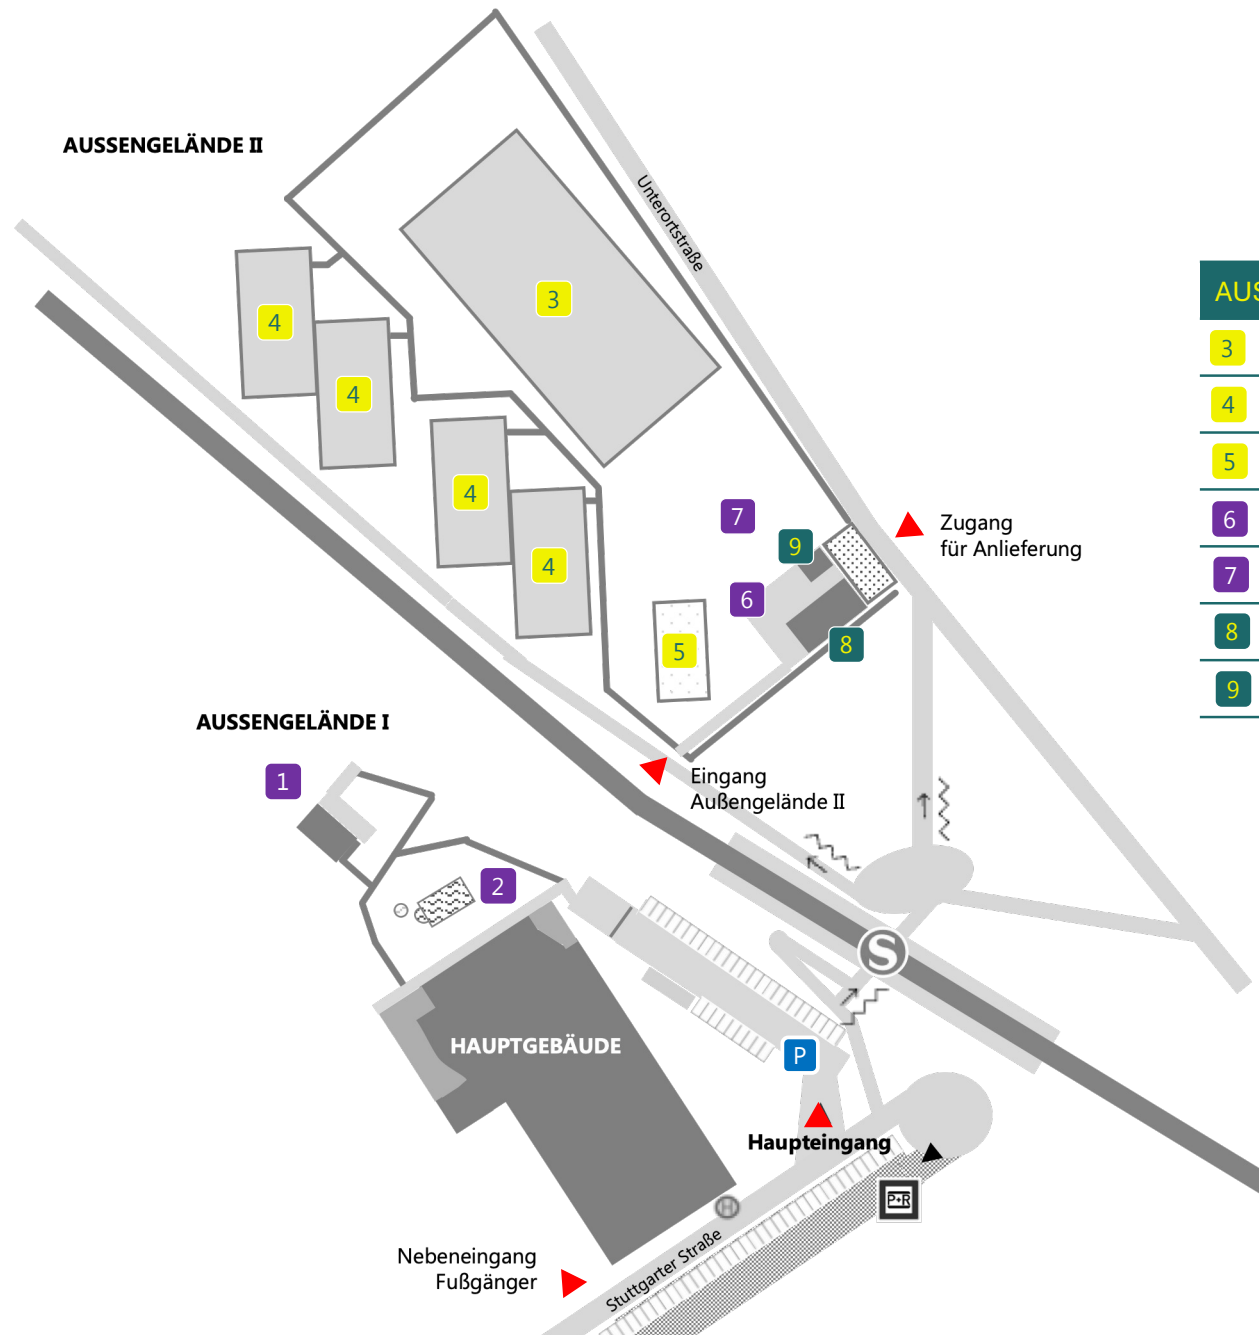 AUSSENGELÄNDE II
Unterortstraße
3
4
4
4
4
5
7
9
6
8
Zugang
für Anlieferung
AUS
3
4
5
6
7
8
9
AUSSENGELÄNDE I
1
2
Eingang
Außengelände II
S
HAUPTGEBÄUDE
P
Haupteingang
P+R
H
Stuttgarter Straße
Nebeneingang
Fußgänger